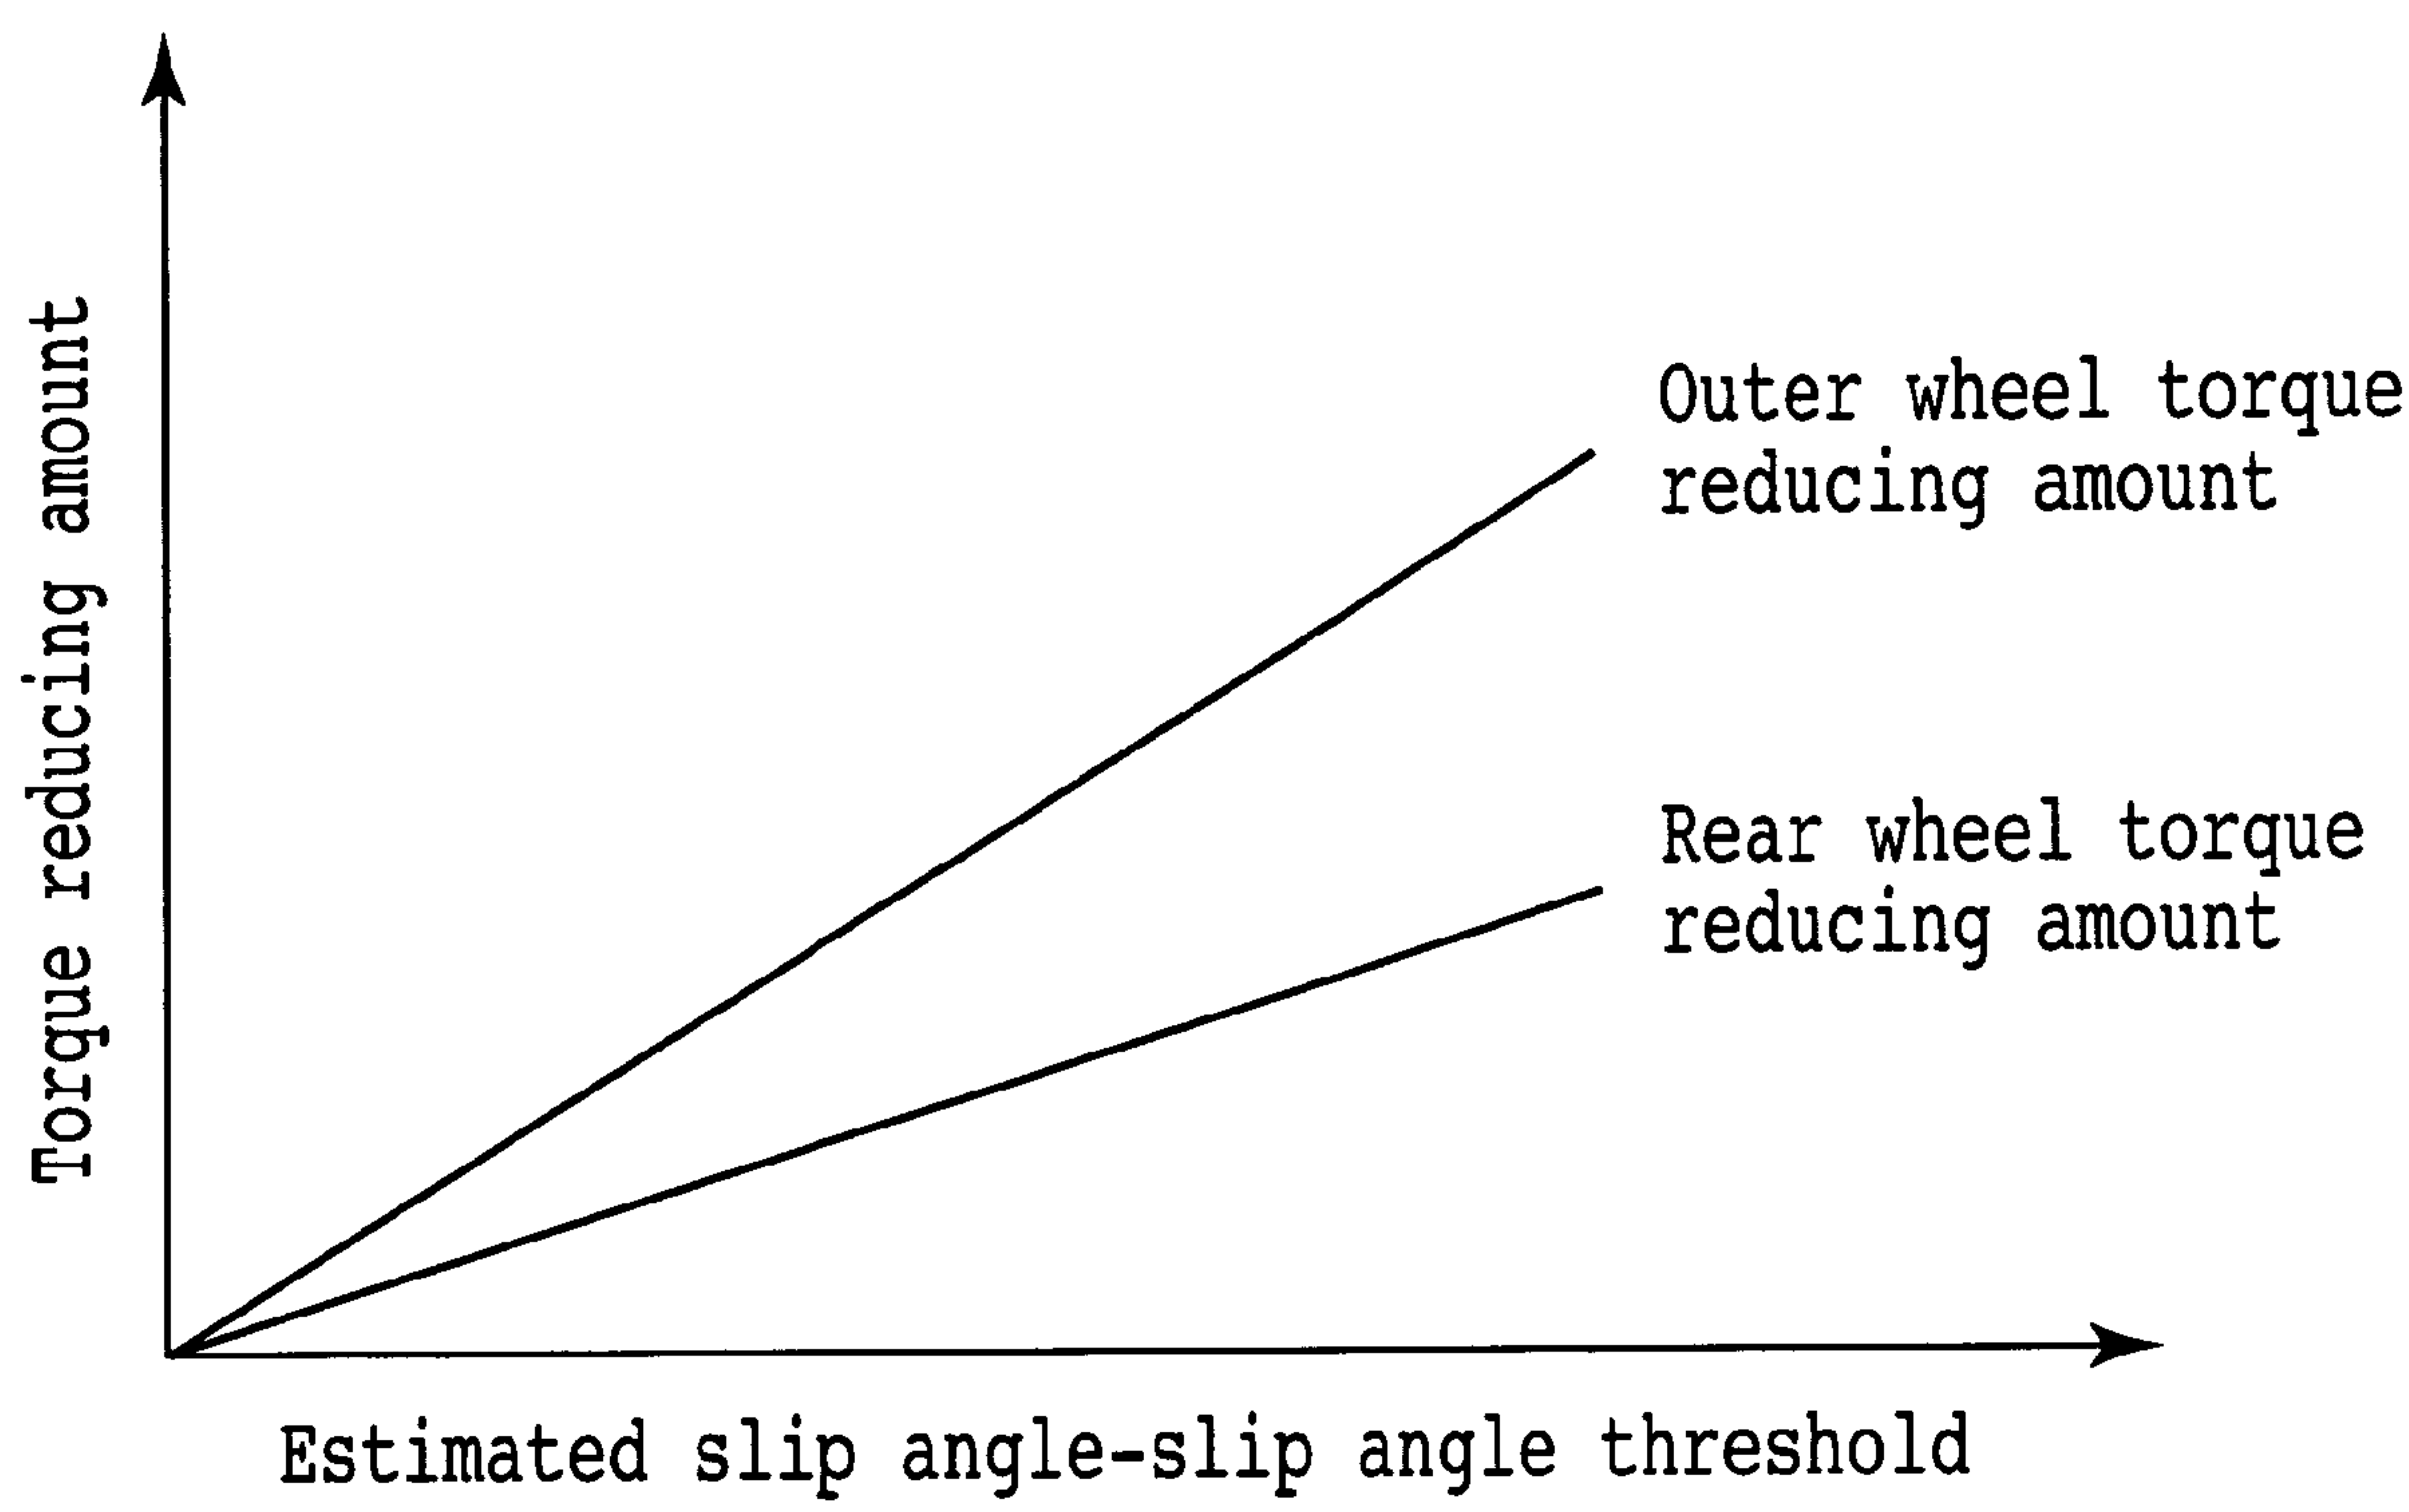 Torque reducing amount
Outer wheel torque
reducing amount
Rear wheel torque
reducing amount
Estimated slip angle-slip angle threshold